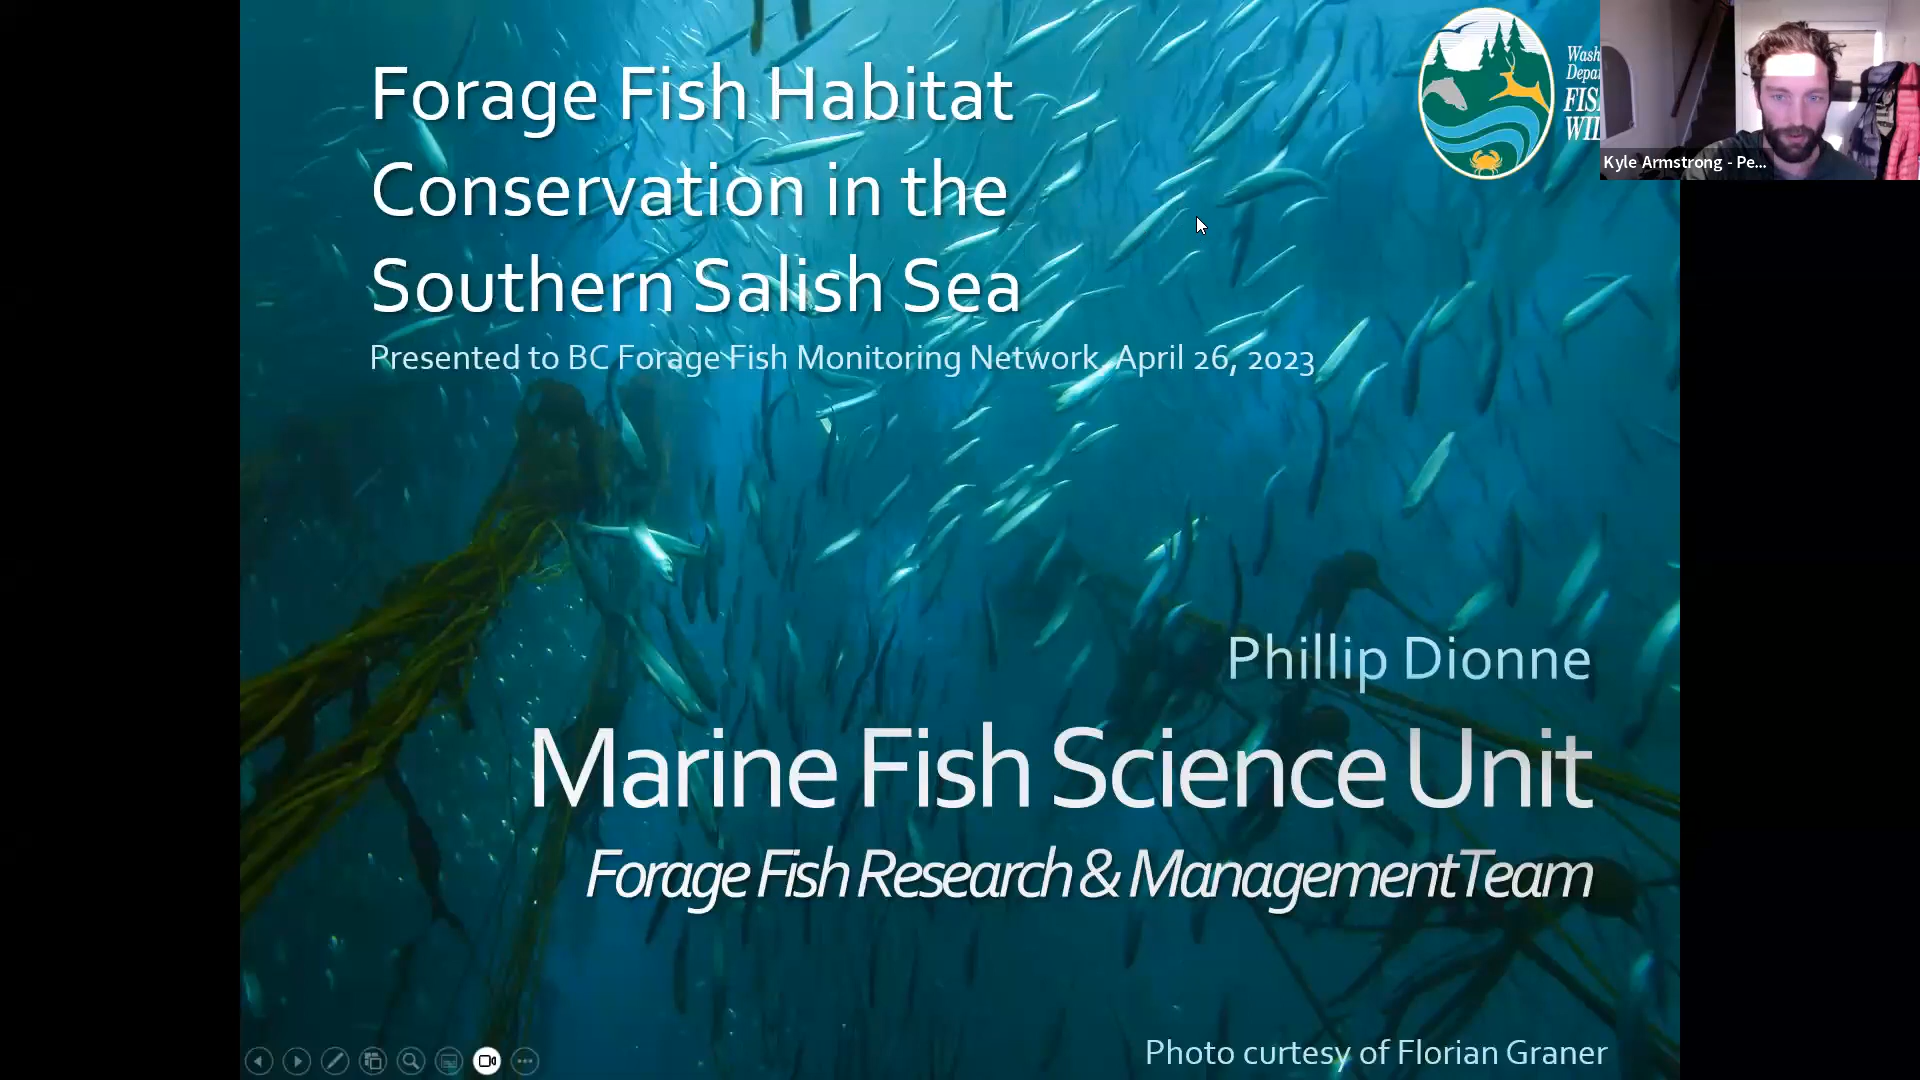 Forage Fish Habitat
Conservation in the
Southern Salish Sea
Presented to BC Forage Fish Monitoring Network, April 26, 2023
Kyle Armstrong - Pe...
Phillip Dionne
Marine Fish Science Unit
Forage Fish Research & Management Team
Photo curtesy of Florian Graner